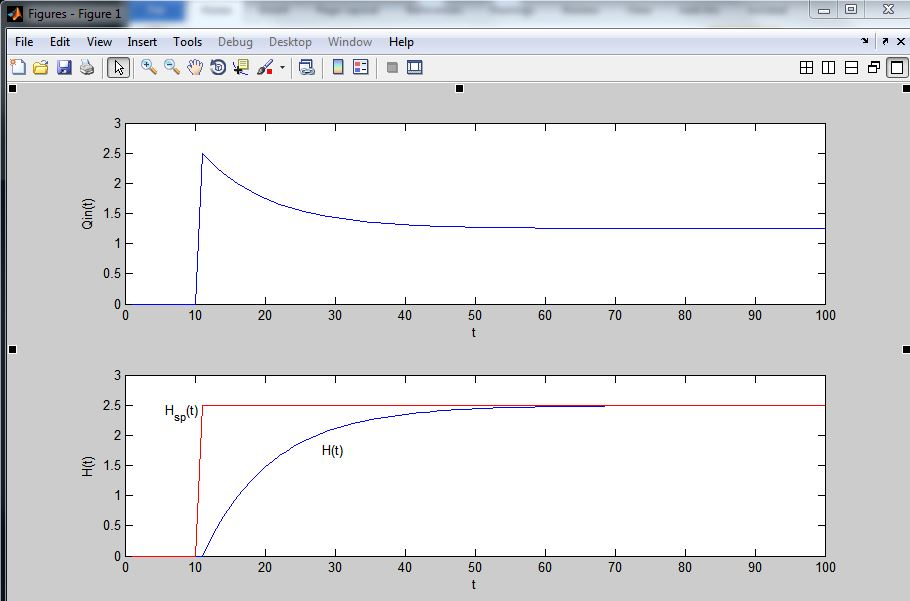 Figures - Figure 1
File Edit View Insert Tools Debug Desktop Window Help
3
2.5
2
1.5
1
0.5
0
Qin(t)
0 10 20 30 40 50 60 70 80 90 100
t
3
2.5
2
1.5
1
0.5
0
H(t)
Hsp(t)
H(t)
0 10 20 30 40 50 60 70 80 90 100
t